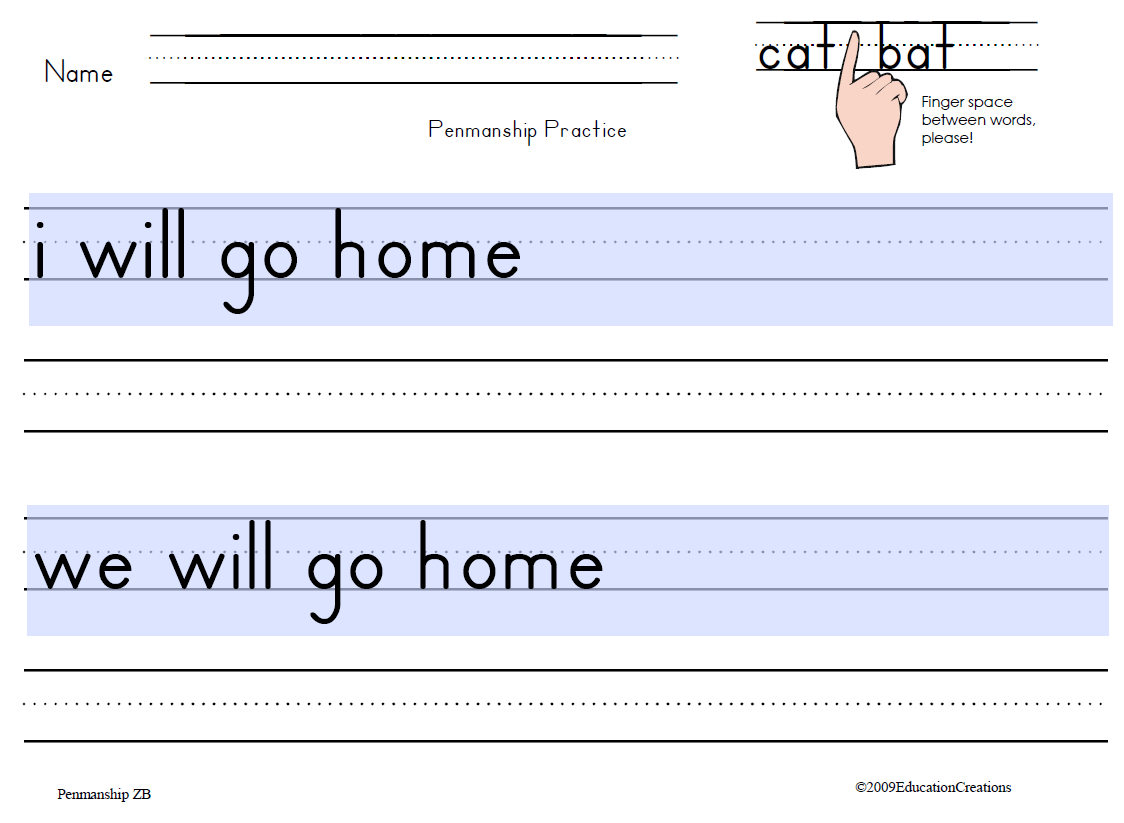 cat bat
Name
Finger space
between words,
please!
Penmanship Practice
i will go home
we will go home
Penmanship ZB
©2009EducationCreations